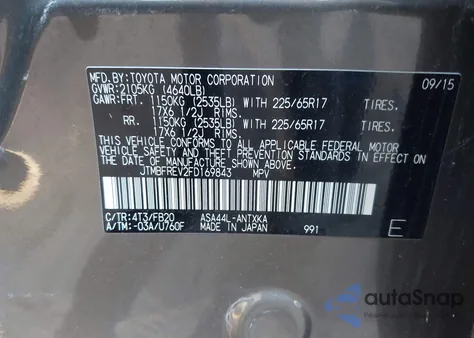 MFD.BY:TOYOTA MOTOR CORPORATION 09/15
GVWR:2105KG (4640LB)
GAWR:FRT. 1150KG (2535LB) WITH 225/65R17 TIRES.
17X6 1/2J RIMS.
RR. 1150KG (2535LB) WITH 225/65R17 TIRES.
17X6 1/2J RIMS.
THIS VEHICLE CONFORMS TO ALL APPLICABLE FEDERAL MOTOR
VEHICLE SAFETY AND THEFT PREVENTION STANDARDS IN EFFECT
ON THE DATE OF MANUFACTURE SHOWN ABOVE.
JTMBFREV2FD169843 MPV
C/TR:4T3/FB20 ASA44L-ANTXKA
A/TM:-03A/U760F MADE IN JAPAN 991 E
autoSnap